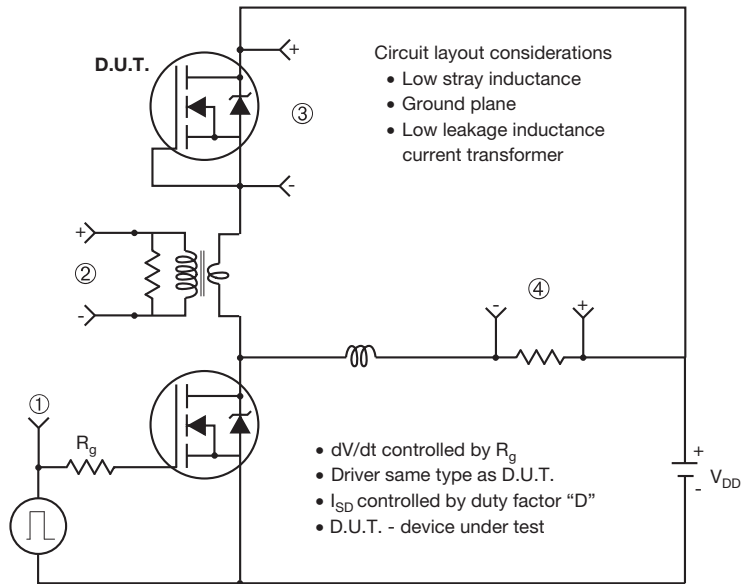 +
D.U.T.
Circuit layout considerations
• Low stray inductance
③
• Ground plane
• Low leakage inductance
current transformer
-
+
②
-
④
- +
①
Rg
+
VDD
-
• dV/dt controlled by Rg
• Driver same type as D.U.T.
• ISD controlled by duty factor “D”
• D.U.T. - device under test